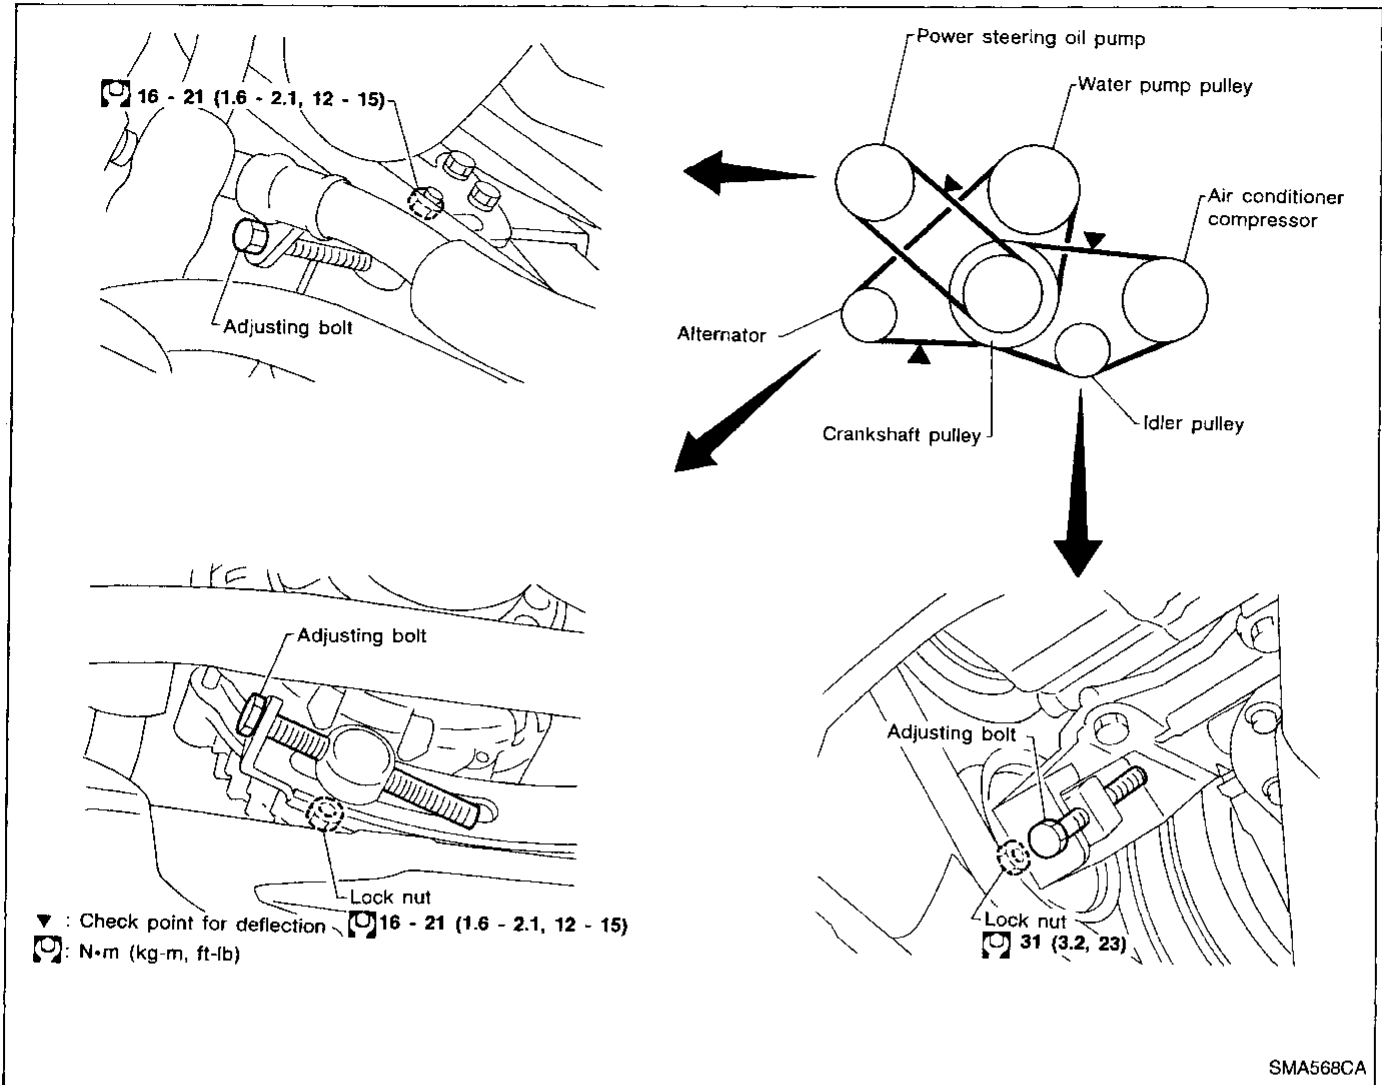 16 - 21 (1.6 - 2.1, 12 - 15)
Adjusting bolt
Power steering oil pump
Water pump pulley
Air conditioner
compressor
Alternator
Crankshaft pulley
Idler pulley
Adjusting bolt
Lock nut
16 - 21 (1.6 - 2.1, 12 - 15)
▼ : Check point for deflection
: N•m (kg-m, ft-lb)
Adjusting bolt
Lock nut
31 (3.2, 23)
SMA568CA